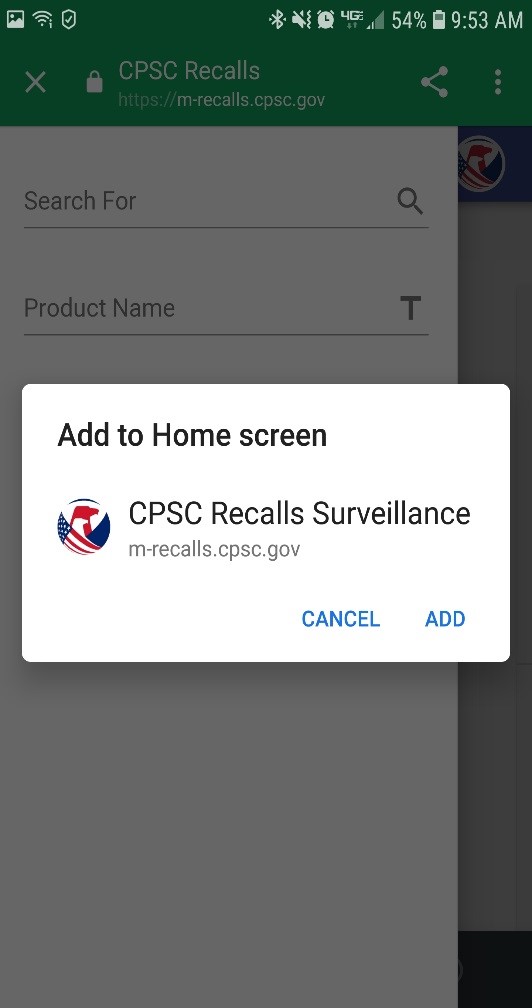 54% 9:53 AM
CPSC Recalls
https://m-recalls.cpsc.gov
Search For
Product Name
T
Add to Home screen
CPSC Recalls Surveillance
m-recalls.cpsc.gov
CANCEL ADD